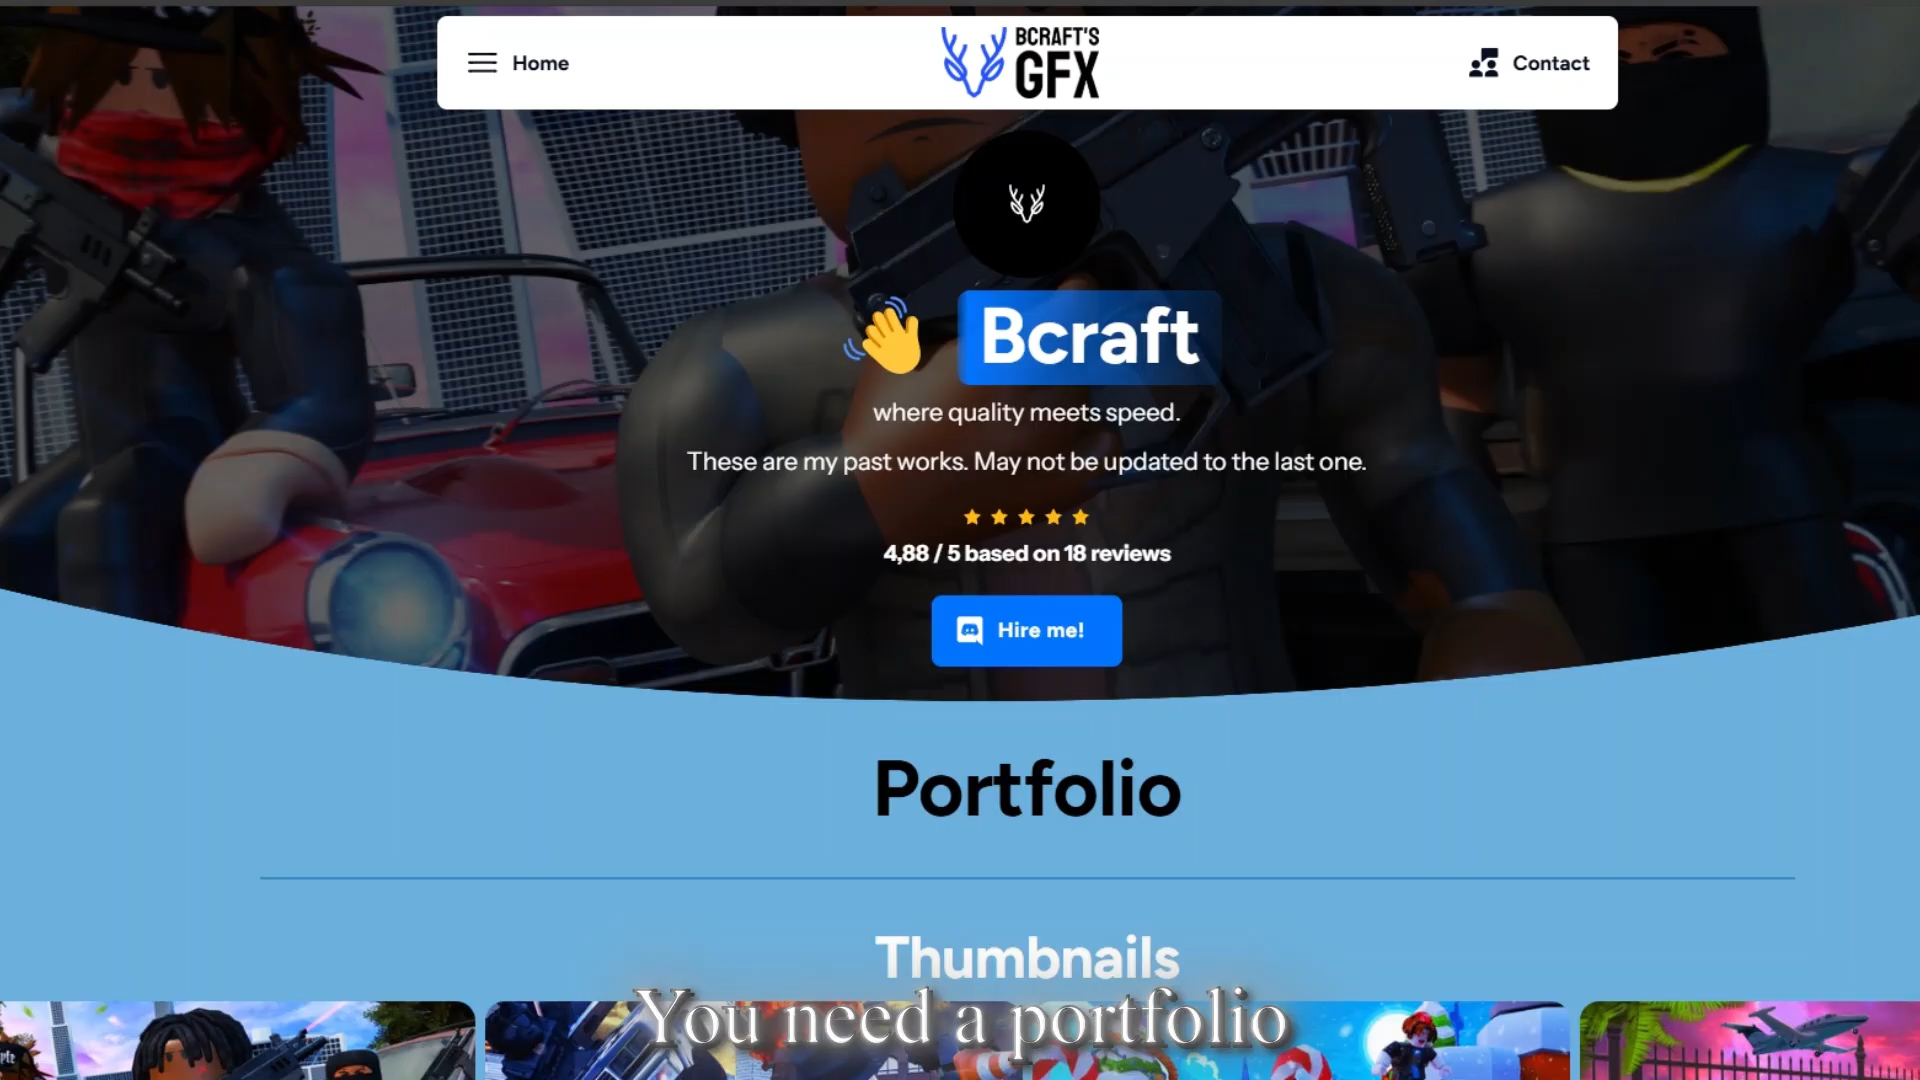 Home
BCRAFT'S
GFX
Contact
Bcraft
where quality meets speed.
These are my past works. May not be updated to the last one.
4,88 / 5 based on 18 reviews
Hire me!
Portfolio
Thumbnails
You need a portfolio